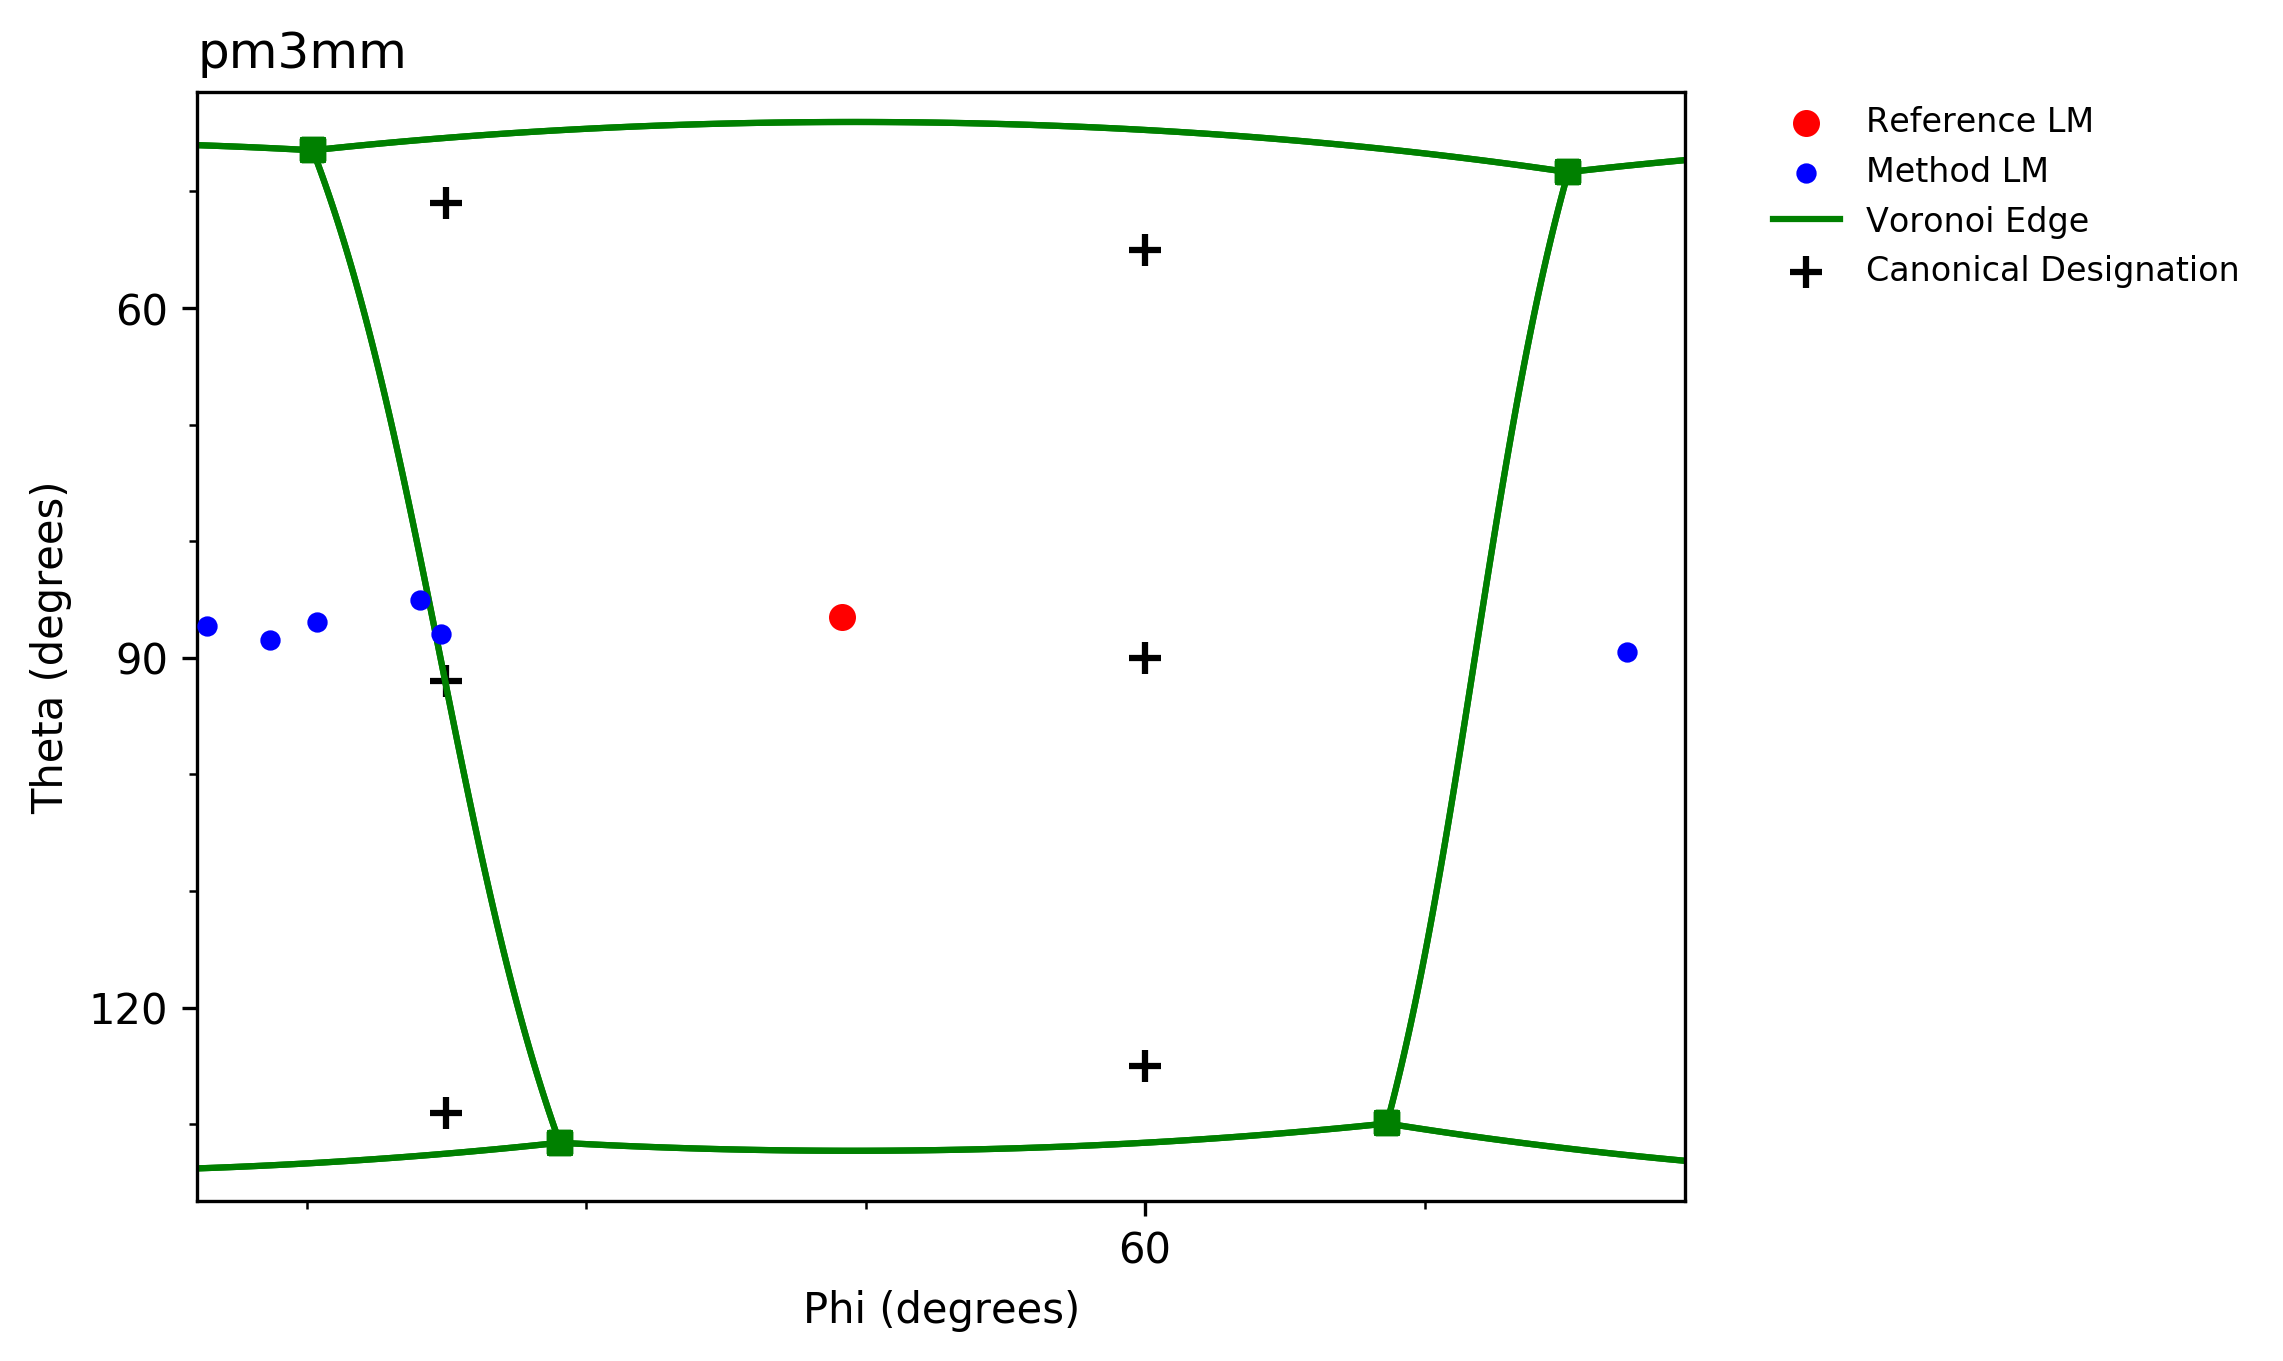 pm3mm
Reference LM
Method LM
Voronoi Edge
Canonical Designation
60
90
120
Theta (degrees)
60
Phi (degrees)